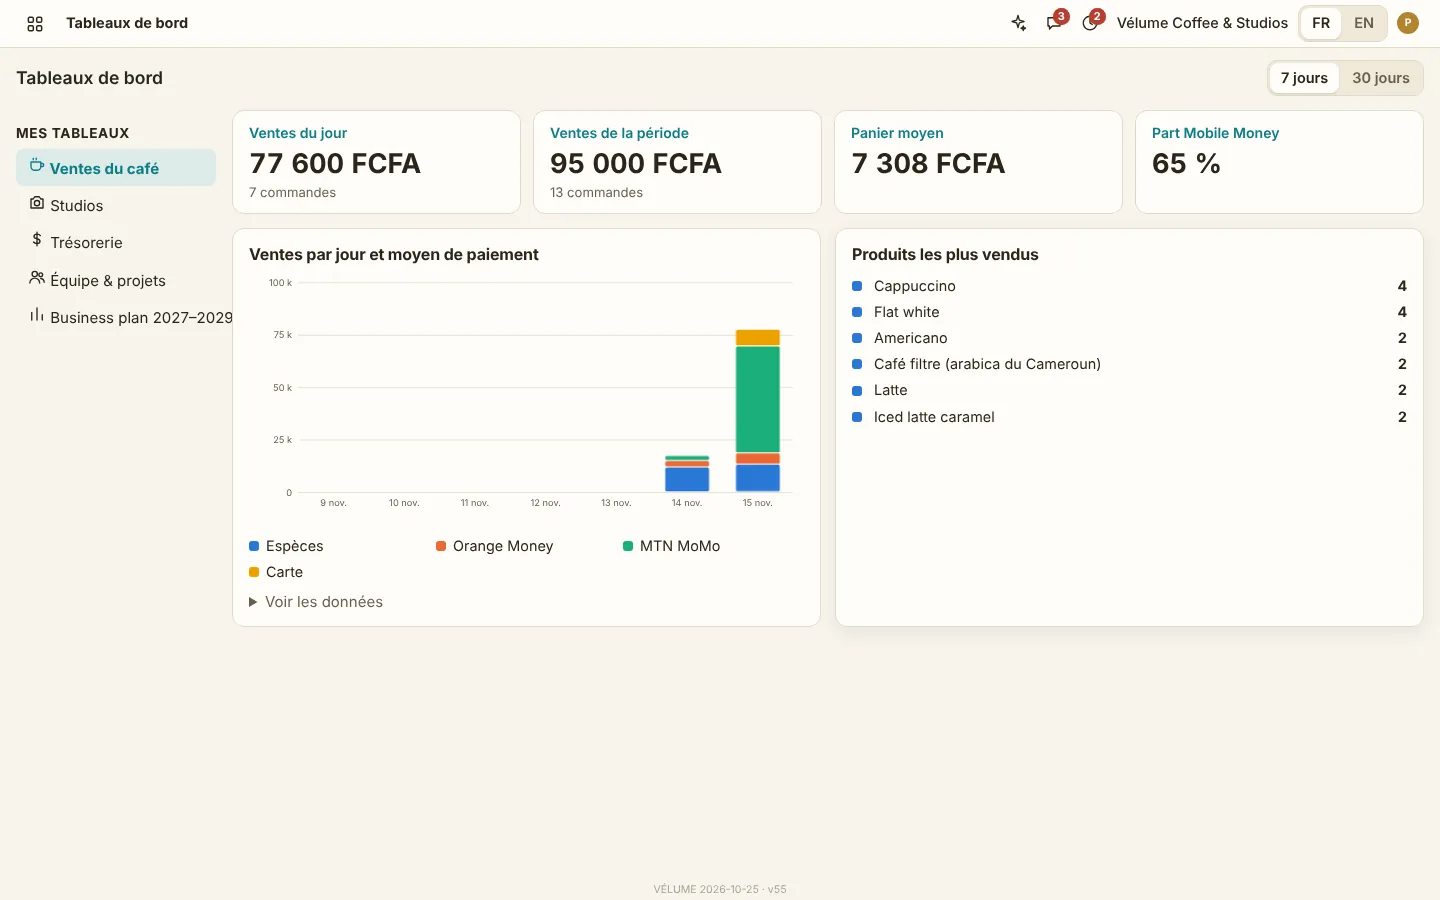 Tableaux de bord
3
2
Vélume Coffee & Studios
FR
EN
P
Tableaux de bord
7 jours
30 jours
MES TABLEAUX
Ventes du café
Studios
Trésorerie
Équipe & projets
Business plan 2027–2029
Ventes du jour
77 600 FCFA
7 commandes
Ventes de la période
95 000 FCFA
13 commandes
Panier moyen
7 308 FCFA
Part Mobile Money
65 %
Ventes par jour et moyen de paiement
100 k
75 k
50 k
25 k
0
9 nov.
10 nov.
11 nov.
12 nov.
13 nov.
14 nov.
15 nov.
Espèces
Orange Money
MTN MoMo
Carte
Voir les données
Produits les plus vendus
Cappuccino 4
Flat white 4
Americano 2
Café filtre (arabica du Cameroun) 2
Latte 2
Iced latte caramel 2
VÉLUME 2026-10-25 · v55